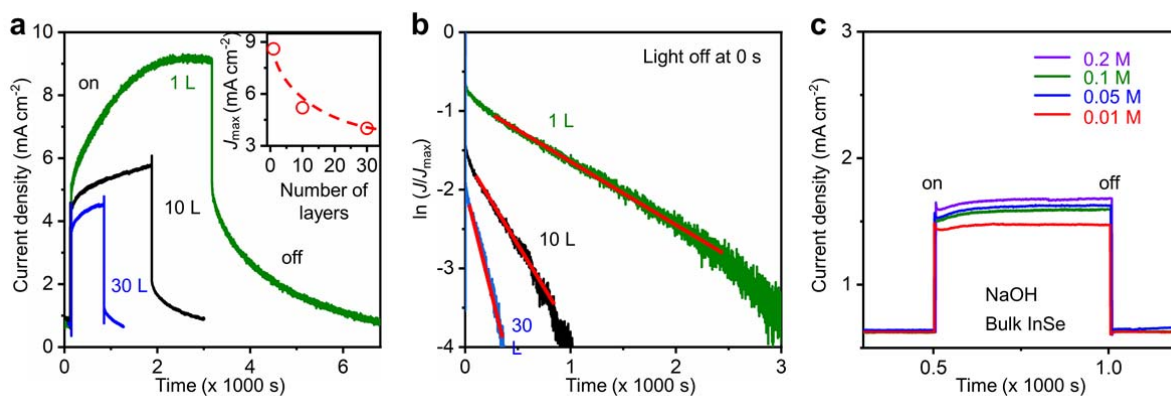 a
Current density (mA cm⁻²)
10
8
6
4
2
0
on
1 L
10 L
30 L
off
0 2 4 6
Time (x 1000 s)
J_max (mA cm⁻²)
9
6
3
0 10 20 30
Number of
layers
b
ln (J/J_max)
0
-1
-2
-3
-4
Light off at 0 s
1 L
10 L
30
L
0 1 2 3
Time (x 1000 s)
c
Current density (mA cm⁻²)
3
2
1
0.2 M
0.1 M
0.05 M
0.01 M
on
off
NaOH
Bulk InSe
0.5 1.0
Time (x 1000 s)